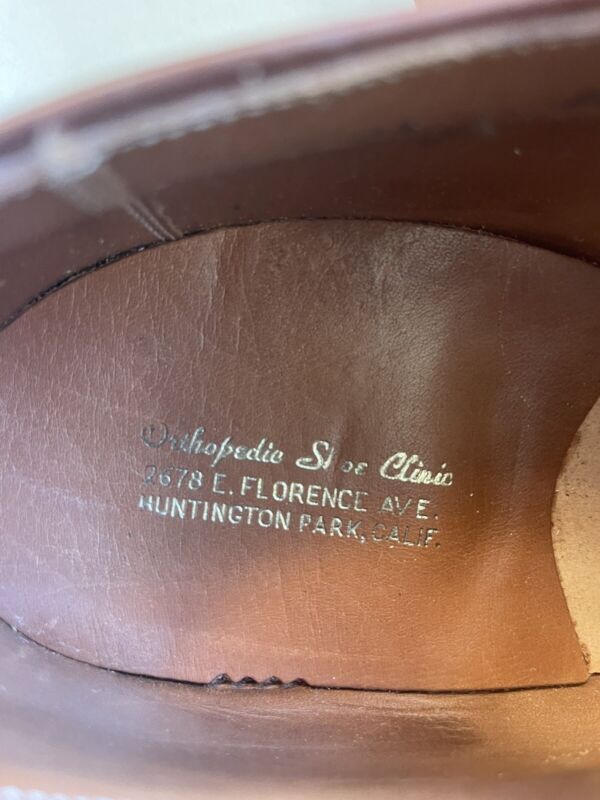 Orthopedic Shoe Clinic
2678 E. FLORENCE AVE.
HUNTINGTON PARK, CALIF.